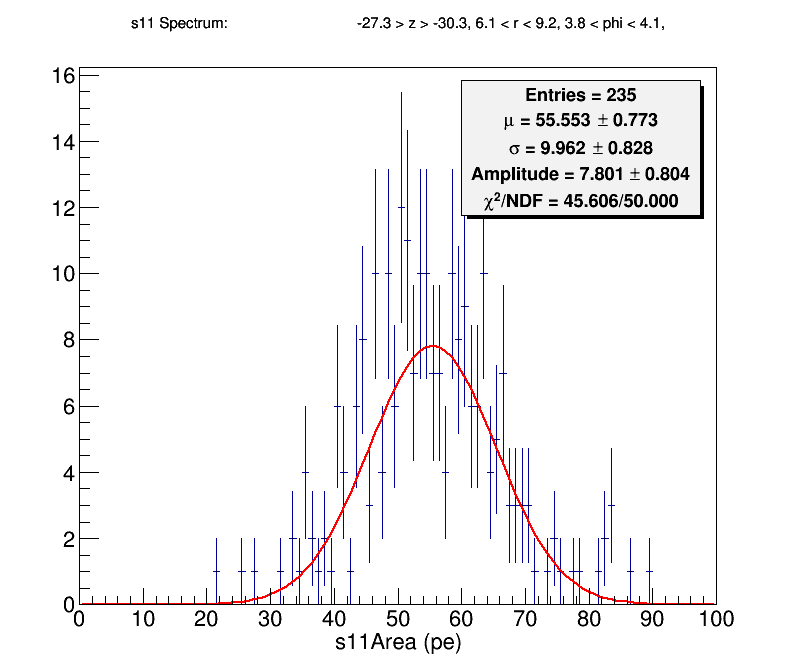 s11 Spectrum: -27.3 > z > -30.3, 6.1 < r < 9.2, 3.8 < phi < 4.1,
Entries = 235
μ = 55.553 ± 0.773
σ = 9.962 ± 0.828
Amplitude = 7.801 ± 0.804
χ²/NDF = 45.606/50.000
16
14
12
10
8
6
4
2
0
0 10 20 30 40 50 60 70 80 90 100
s11Area (pe)